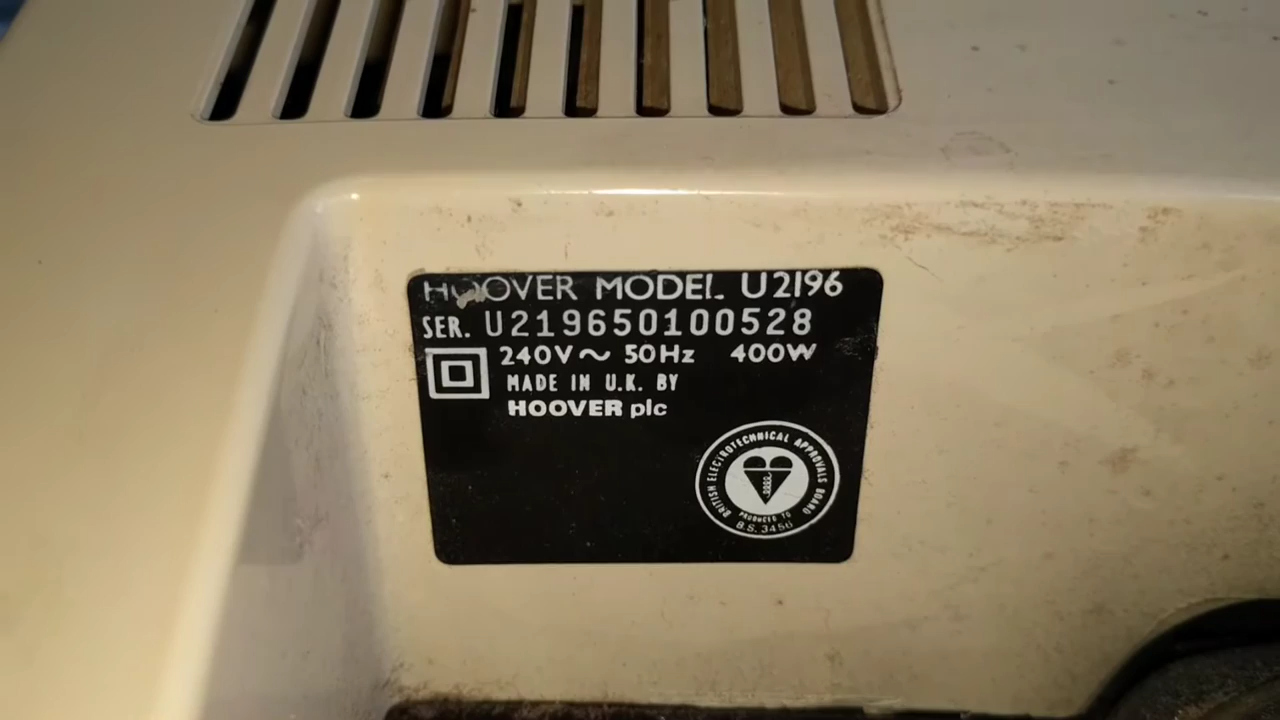 HOOVER MODEL U2196
SER. U219650100528
240V~ 50Hz 400W
MADE IN U.K. BY
HOOVER plc
BRITISH ELECTROTECHNICAL APPROVALS BOARD
PRODUCED TO
B.S. 3456